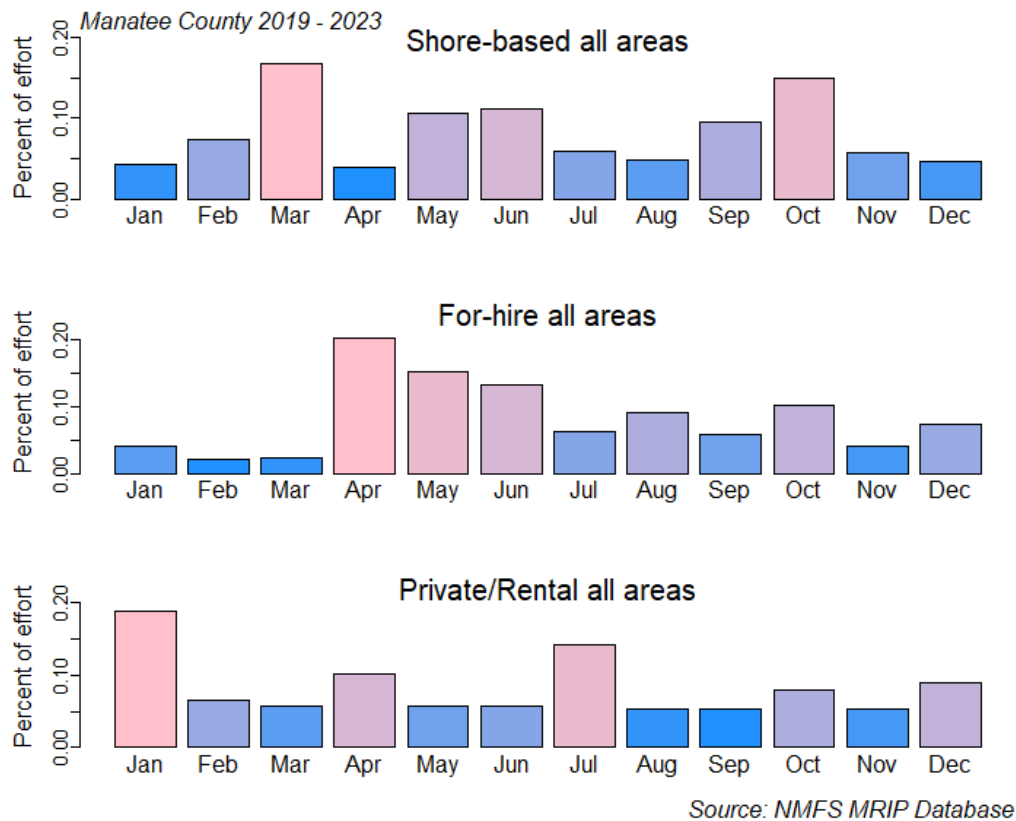 Manatee County 2019 - 2023
Shore-based all areas
Percent of effort
0.00 0.10 0.20
Jan Feb Mar Apr May Jun Jul Aug Sep Oct Nov Dec
For-hire all areas
Percent of effort
0.00 0.10 0.20
Jan Feb Mar Apr May Jun Jul Aug Sep Oct Nov Dec
Private/Rental all areas
Percent of effort
0.00 0.10 0.20
Jan Feb Mar Apr May Jun Jul Aug Sep Oct Nov Dec
Source: NMFS MRIP Database